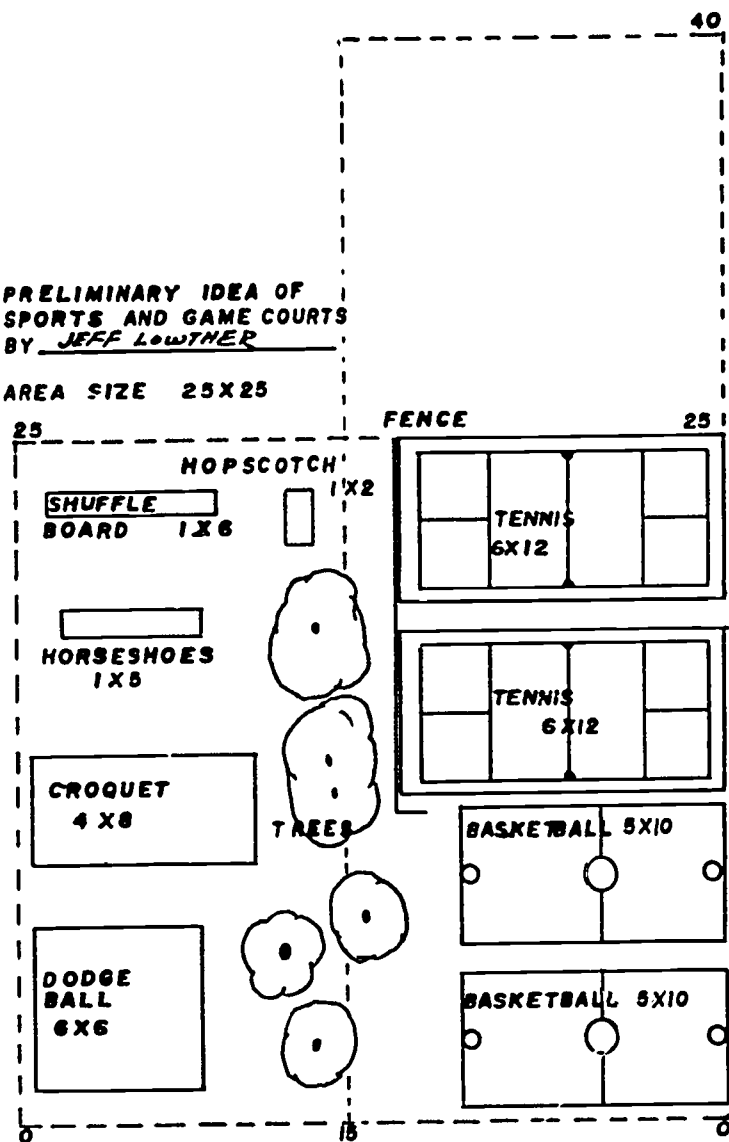 40
PRELIMINARY IDEA OF
SPORTS AND GAME COURTS
BY JEFF LOWTHER
AREA SIZE 25X25
25
FENCE
25
HOPSCOTCH
1X2
SHUFFLE
BOARD 1X6
TENNIS
6X12
HORSESHOES
1X5
TENNIS
6X12
CROQUET
4X8
TREES
BASKETBALL 5X10
DODGE
BALL
6X6
BASKETBALL 5X10
0
15
0